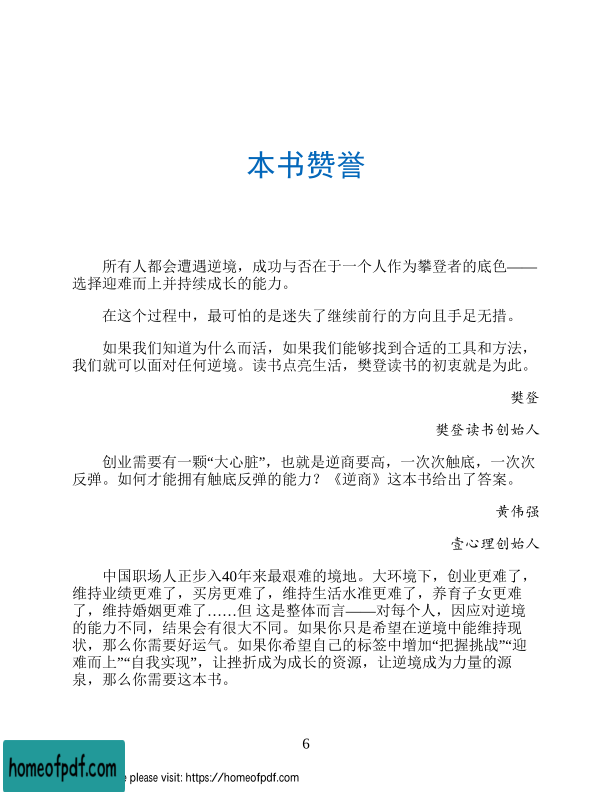 本书赞誉
所有人都会遭遇逆境，成功与否在于一个人作为攀登者的底色——
选择迎难而上并持续成长的能力。
在这个过程中，最可怕的是迷失了继续前行的方向且手足无措。
如果我们知道为什么而活，如果我们能够找到合适的工具和方法，
我们就可以面对任何逆境。读书点亮生活，樊登读书的初衷就是为此。
樊登
樊登读书创始人
创业需要有一颗“大心脏”，也就是逆商要高，一次次触底，一次次
反弹。如何才能拥有触底反弹的能力？《逆商》这本书给出了答案。
黄伟强
壹心理创始人
中国职场人正步入40年来最艰难的境地。大环境下，创业更难了，
维持业绩更难了，买房更难了，维持生活水准更难了，养育子女更难
了，维持婚姻更难了……但 这是整体而言——对每个人，因应对逆境
的能力不同，结果会有很大不同。如果你只是希望在逆境中能维持现
状，那么你需要好运气。如果你希望自己的标签中增加“把握挑战”“迎
难而上”“自我实现”，让挫折成为成长的资源，让逆境成为力量的源
泉，那么你需要这本书。
6
homeofpdf.com
e please visit: https://homeofpdf.com